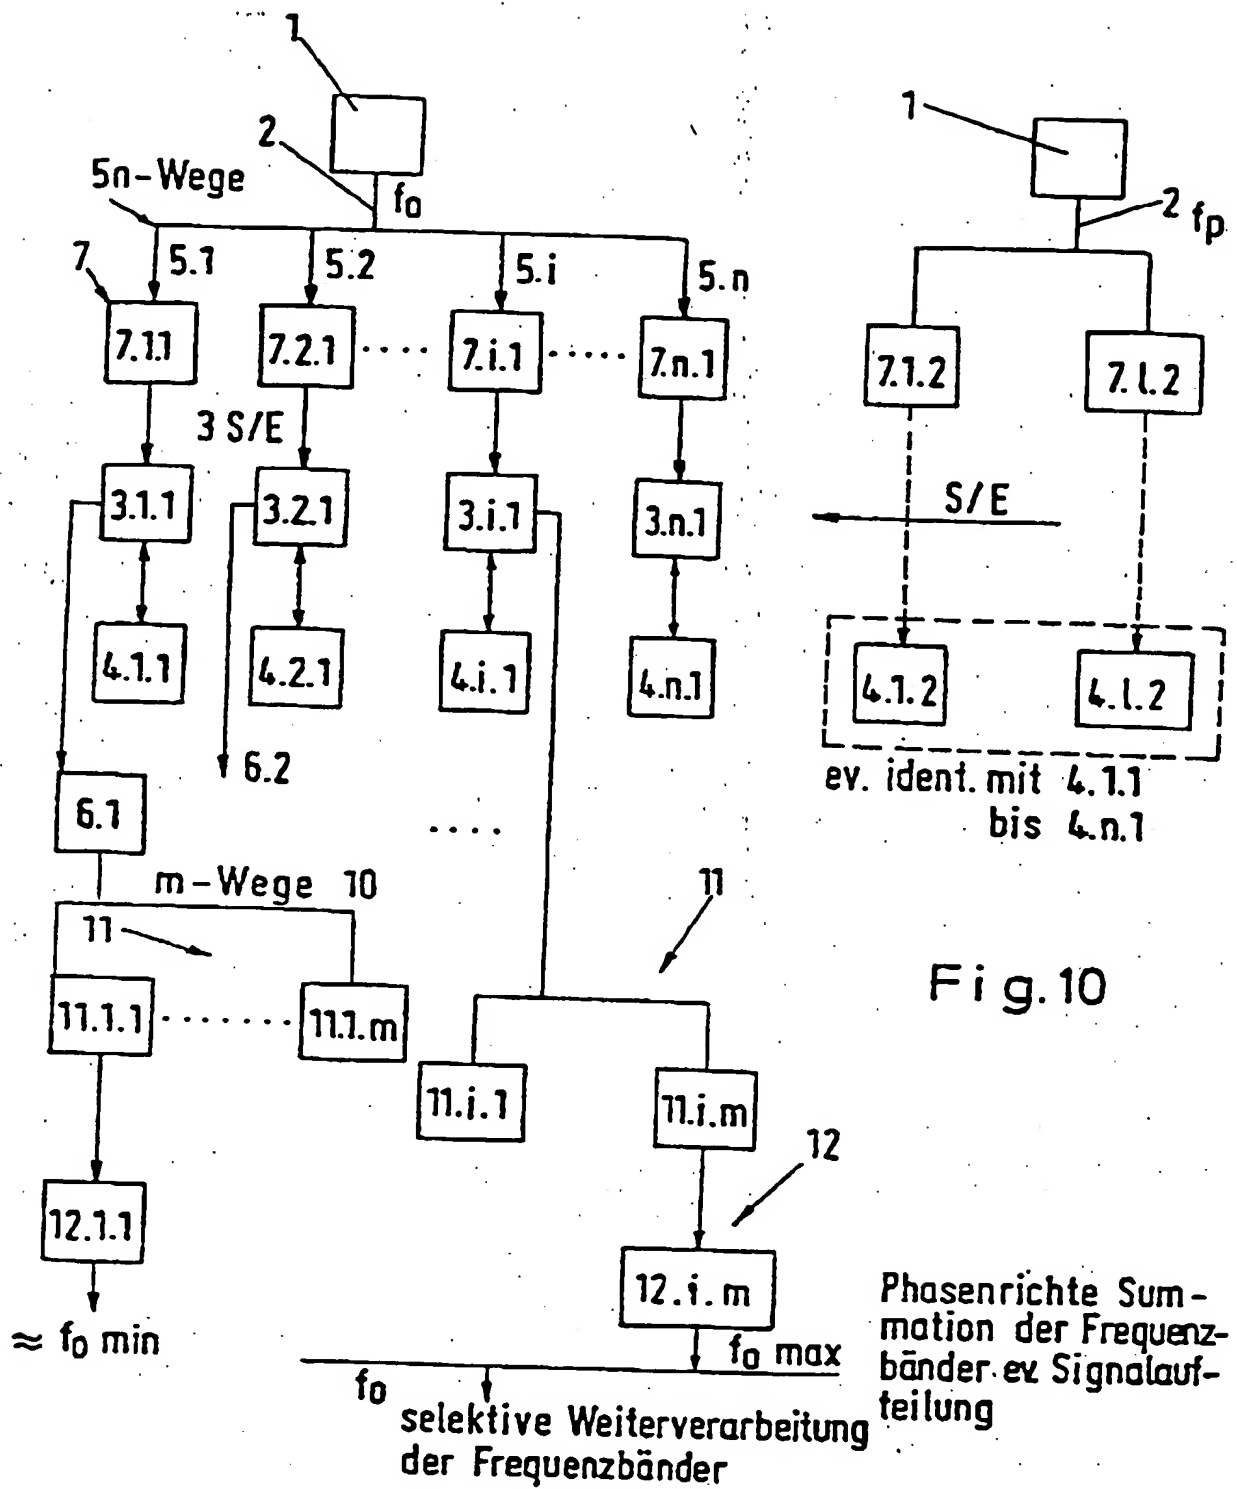 1
2
5n-Wege
f0
7
5.1
5.2
5.i
5.n
7.1.1
7.2.1
7.i.1
7.n.1
3 S/E
3.1.1
3.2.1
3.i.1
3.n.1
4.1.1
4.2.1
4.i.1
4.n.1
6.2
6.1
m-Wege 10
11
11
11.1.1
11.1.m
11.i.1
11.i.m
12
12.1.1
12.i.m
≈ f0 min
f0 max
f0
selektive Weiterverarbeitung
der Frequenzbänder
1
2 fp
7.1.2
7.l.2
S/E
4.1.2
4.l.2
ev. ident. mit 4.1.1
bis 4.n.1
Fig.10
Phasenrichte Sum-
mation der Frequenz-
bänder ev. Signalauf-
teilung